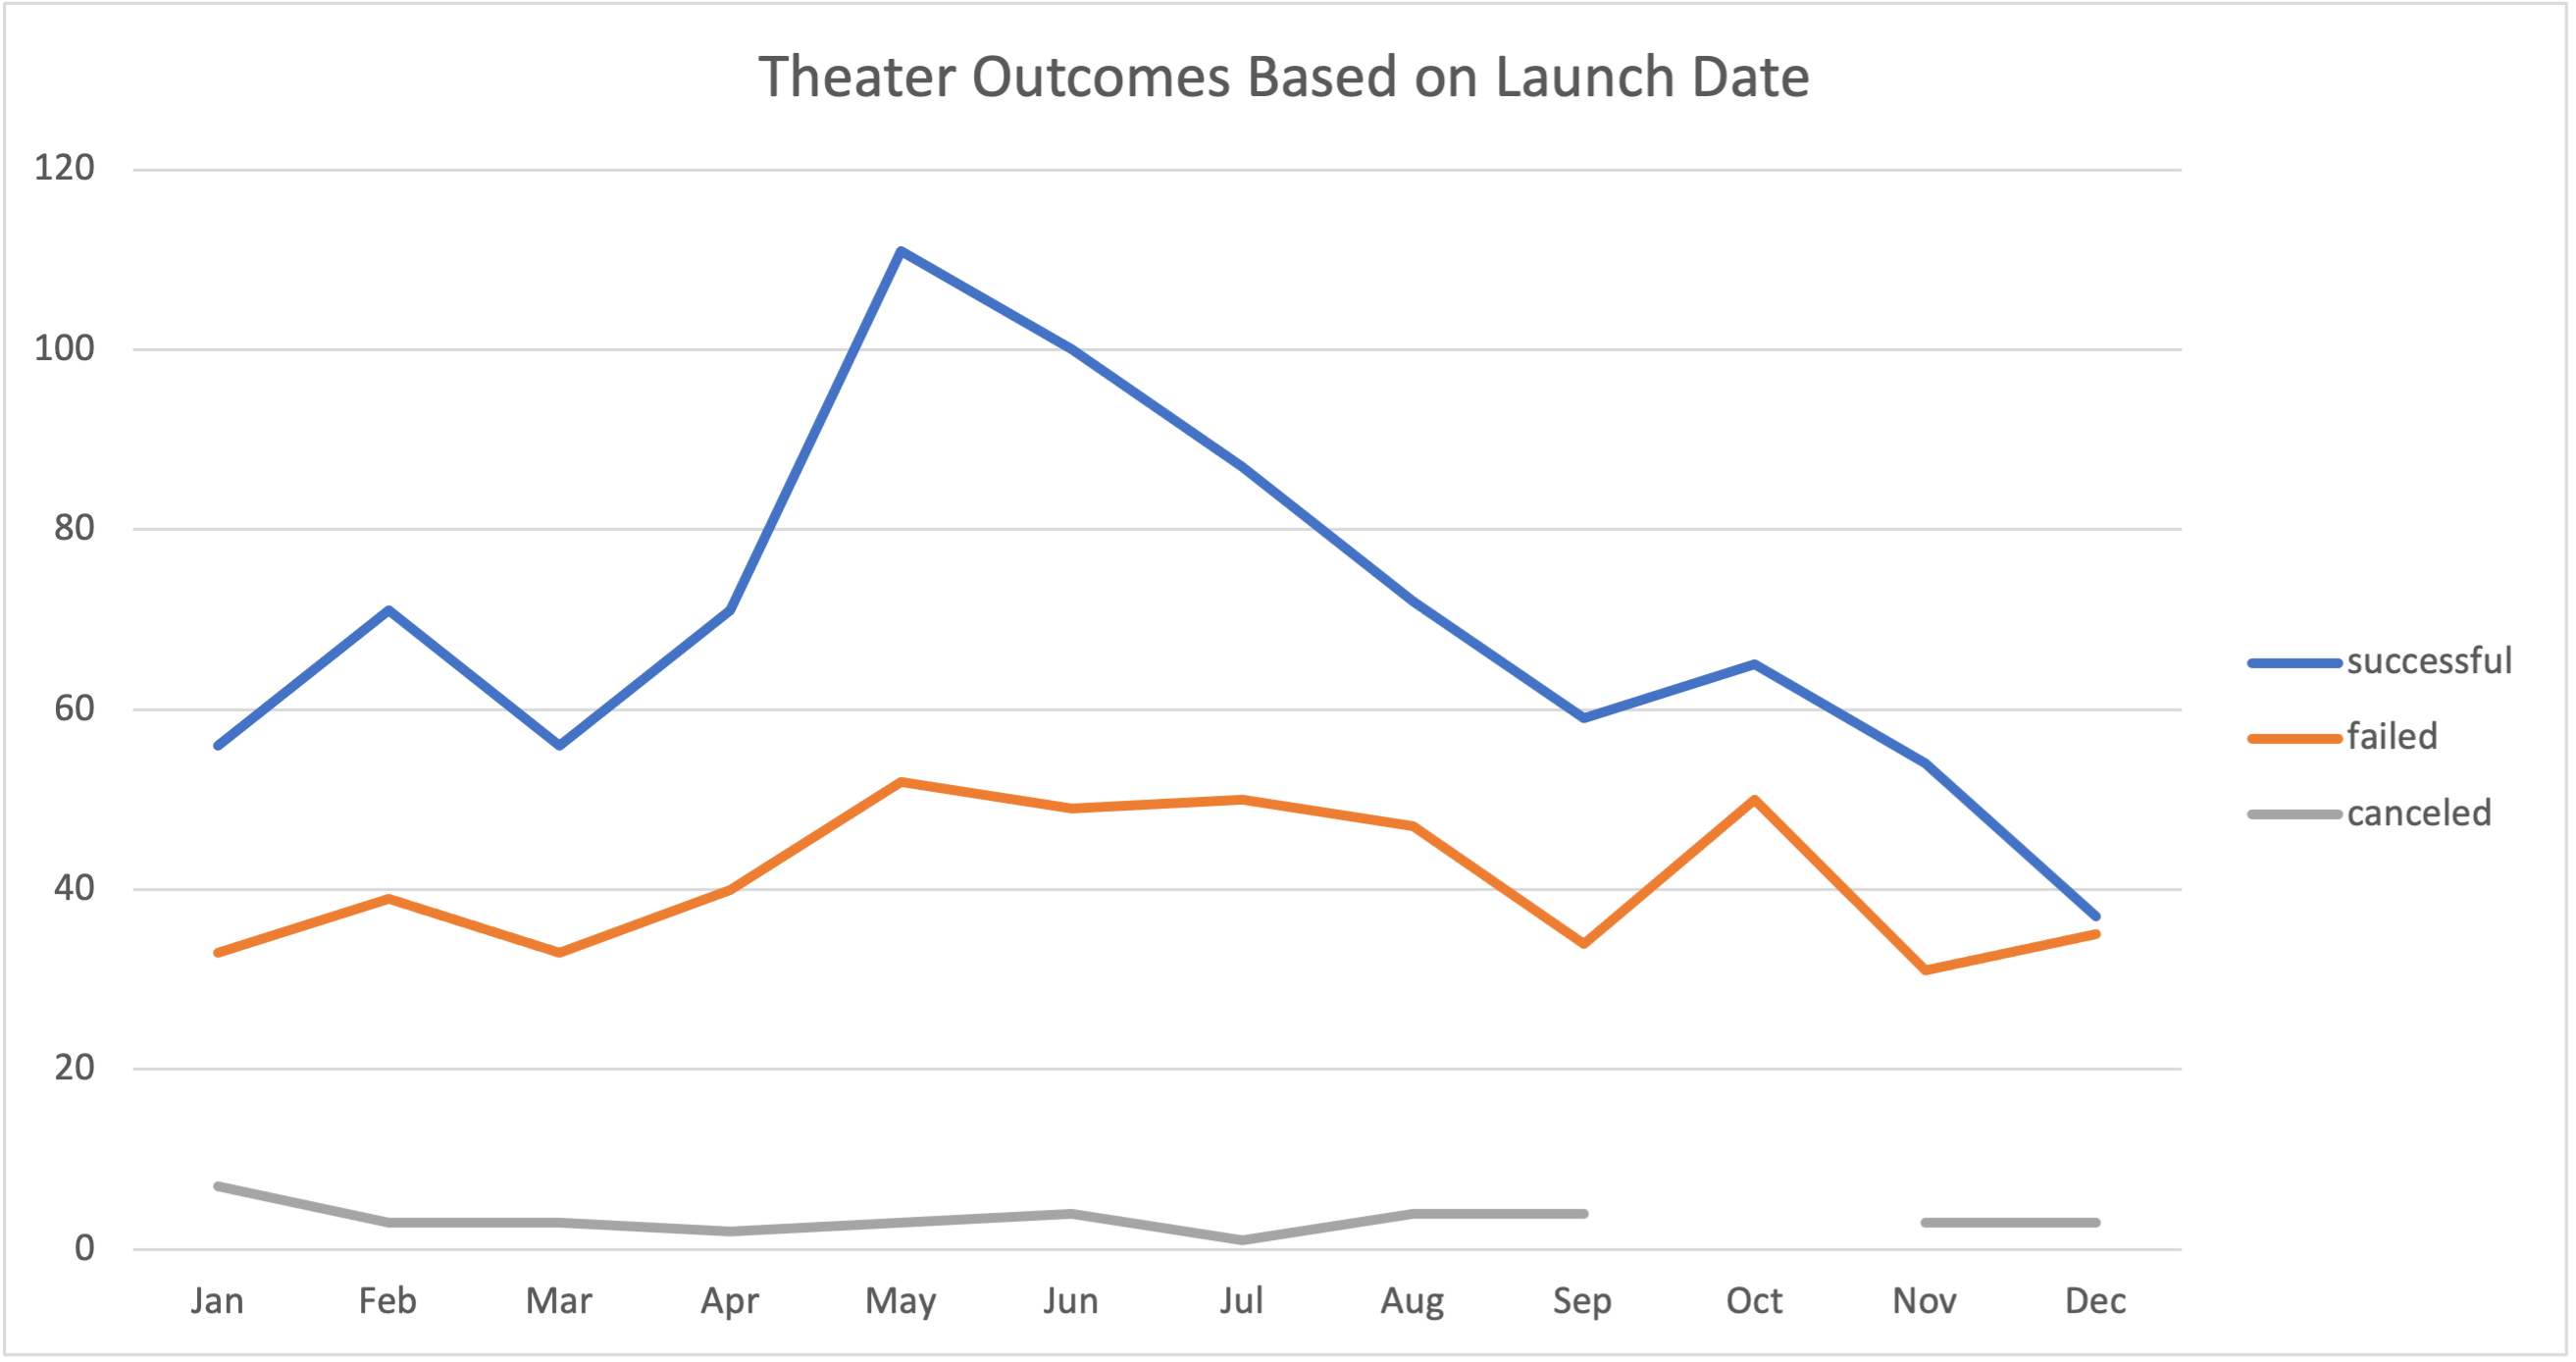 Theater Outcomes Based on Launch Date
120
100
80
60
40
20
0
Jan Feb Mar Apr May Jun Jul Aug Sep Oct Nov Dec
successful
failed
canceled